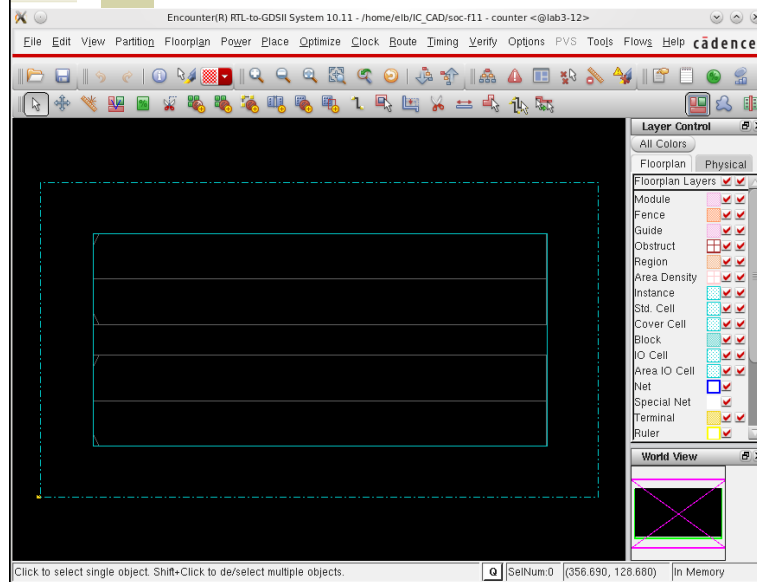 Encounter(R) RTL-to-GDSII System 10.11 - /home/elb/IC_CAD/soc-f11 - counter <@lab3-12>
File Edit View Partition Floorplan Power Place Optimize Clock Route Timing Verify Options PVS Tools Flows Help cādence
Layer Control
All Colors
Floorplan Physical
Floorplan Layers
Module
Fence
Guide
Obstruct
Region
Area Density
Instance
Std. Cell
Cover Cell
Block
IO Cell
Area IO Cell
Net
Special Net
Terminal
Ruler
World View
Click to select single object. Shift+Click to de/select multiple objects. Q SelNum:0 (356.690, 128.680) In Memory